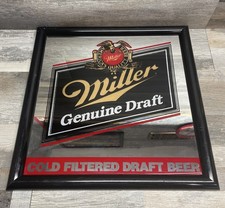 Miller
Genuine Draft
COLD FILTERED DRAFT BEER